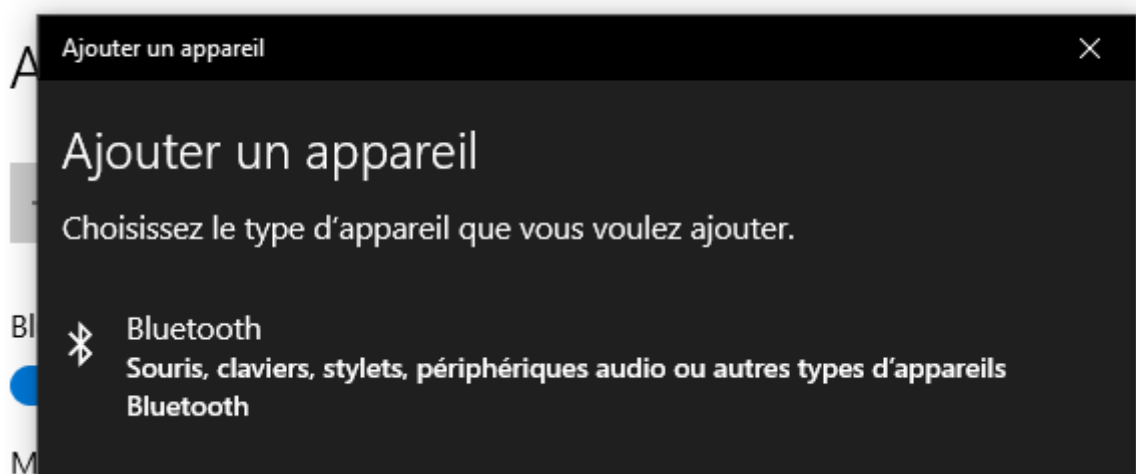 Ajouter un appareil
Ajouter un appareil
Choisissez le type d’appareil que vous voulez ajouter.
Bluetooth
Souris, claviers, stylets, périphériques audio ou autres types d’appareils
Bluetooth